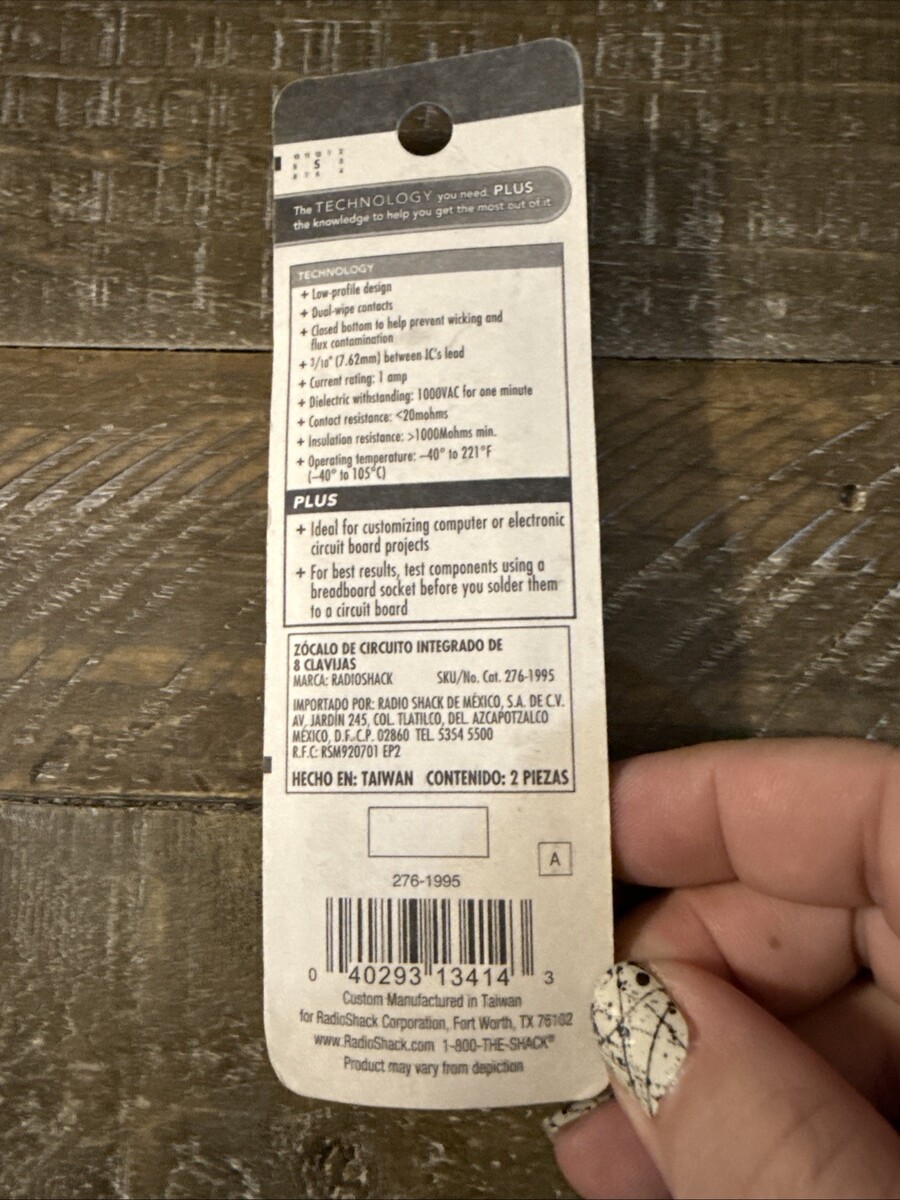 The TECHNOLOGY you need. PLUS
the knowledge to help you get the most out of it
TECHNOLOGY
+ Low-profile design
+ Dual-wipe contacts
+ Closed bottom to help prevent wicking and
flux contamination
+ 3/10" (7.62mm) between IC's lead
+ Current rating: 1 amp
+ Dielectric withstanding: 1000VAC for one minute
+ Contact resistance: <20mohms
+ Insulation resistance: >1000Mohms min.
+ Operating temperature: –40° to 221°F
(–40° to 105°C)
PLUS
+ Ideal for customizing computer or electronic
circuit board projects
+ For best results, test components using a
breadboard socket before you solder them
to a circuit board
ZÓCALO DE CIRCUITO INTEGRADO DE
8 CLAVIJAS
MARCA: RADIOSHACK SKU/No. Cat. 276-1995
IMPORTADO POR: RADIO SHACK DE MÉXICO, S.A. DE C.V.
AV. JARDÍN 245, COL. TLATILCO, DEL. AZCAPOTZALCO
MÉXICO, D.F. C.P. 02860 TEL. 5354 5500
R.F.C: RSM920701 EP2
HECHO EN: TAIWAN CONTENIDO: 2 PIEZAS
A
276-1995
0 40293 13414 3
Custom Manufactured in Taiwan
for RadioShack Corporation, Fort Worth, TX 76102
www.RadioShack.com 1-800-THE-SHACK®
Product may vary from depiction